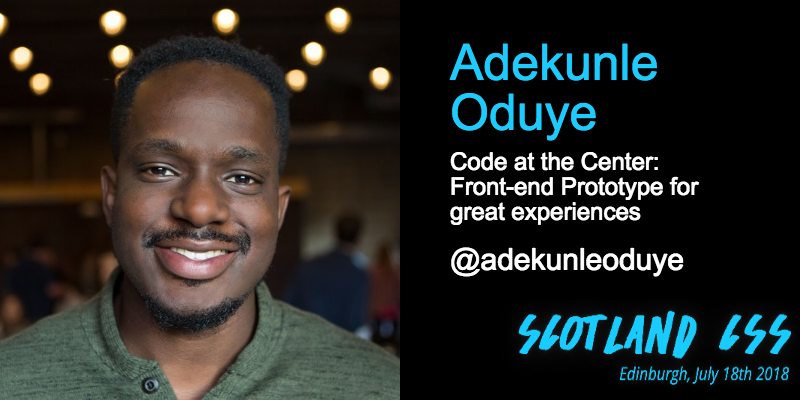 Adekunle
Oduye
Code at the Center:
Front-end Prototype for
great experiences
@adekunleoduye
SCOTLAND CSS
Edinburgh, July 18th 2018